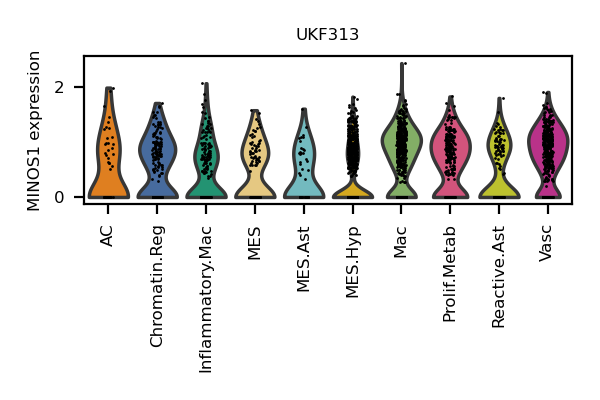 UKF313
MINOS1 expression
2
0
AC
Chromatin.Reg
Inflammatory.Mac
MES
MES.Ast
MES.Hyp
Mac
Prolif.Metab
Reactive.Ast
Vasc